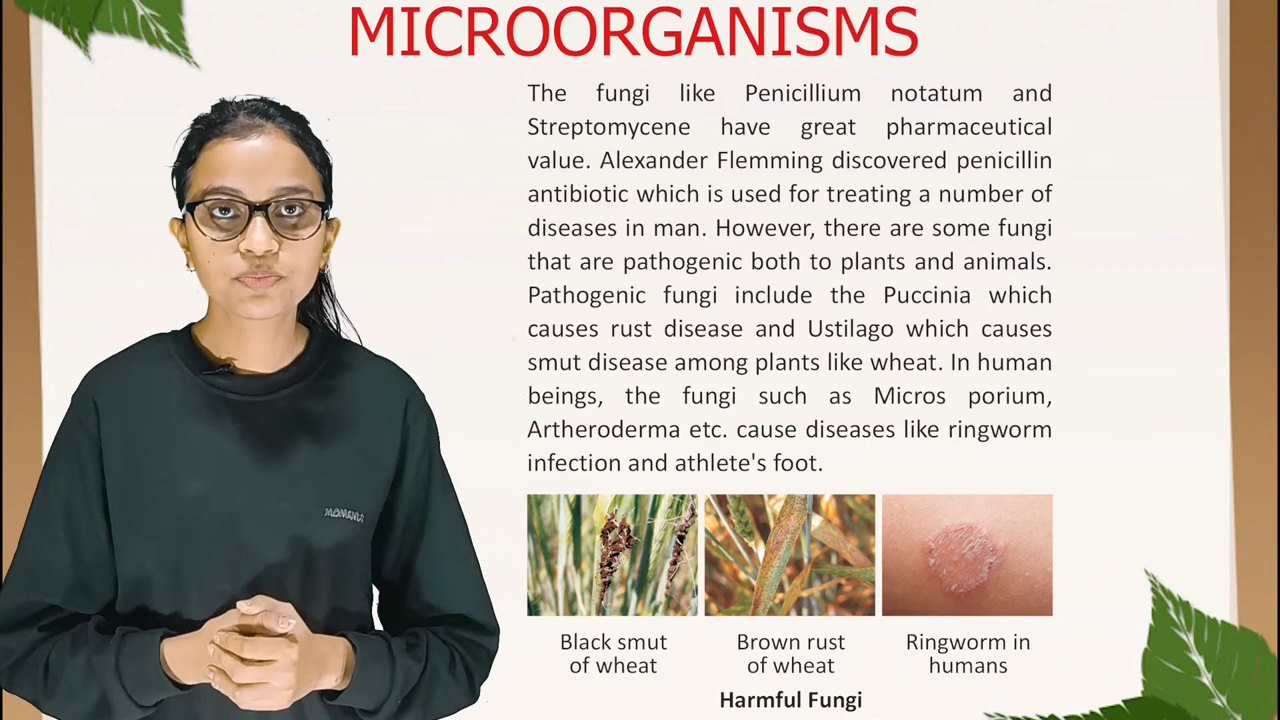 MICROORGANISMS
The fungi like Penicillium notatum and
Streptomycene have great pharmaceutical
value. Alexander Flemming discovered penicillin
antibiotic which is used for treating a number of
diseases in man. However, there are some fungi
that are pathogenic both to plants and animals.
Pathogenic fungi include the Puccinia which
causes rust disease and Ustilago which causes
smut disease among plants like wheat. In human
beings, the fungi such as Micros porium,
Artheroderma etc. cause diseases like ringworm
infection and athlete's foot.
Black smut
of wheat
Brown rust
of wheat
Ringworm in
humans
Harmful Fungi